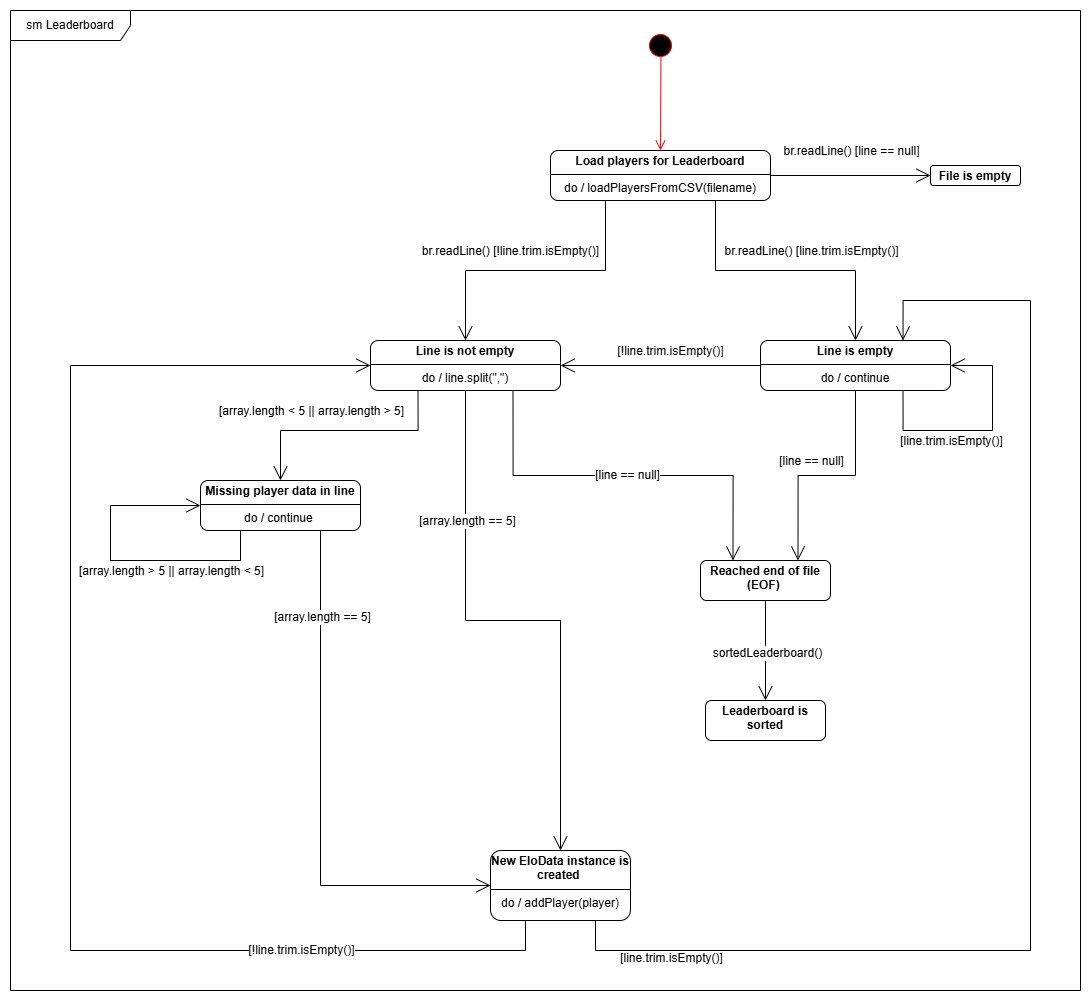 sm Leaderboard
br.readLine() [line == null]
Load players for Leaderboard
do / loadPlayersFromCSV(filename)
File is empty
br.readLine() [!line.trim.isEmpty()]
br.readLine() [line.trim.isEmpty()]
Line is not empty
do / line.split(",")
[!line.trim.isEmpty()]
Line is empty
do / continue
[array.length < 5 || array.length > 5]
[line.trim.isEmpty()]
[line == null]
[line == null]
Missing player data in line
do / continue
[array.length == 5]
[array.length > 5 || array.length < 5]
Reached end of file
(EOF)
[array.length == 5]
sortedLeaderboard()
Leaderboard is
sorted
New EloData instance is
created
do / addPlayer(player)
[!line.trim.isEmpty()]
[line.trim.isEmpty()]